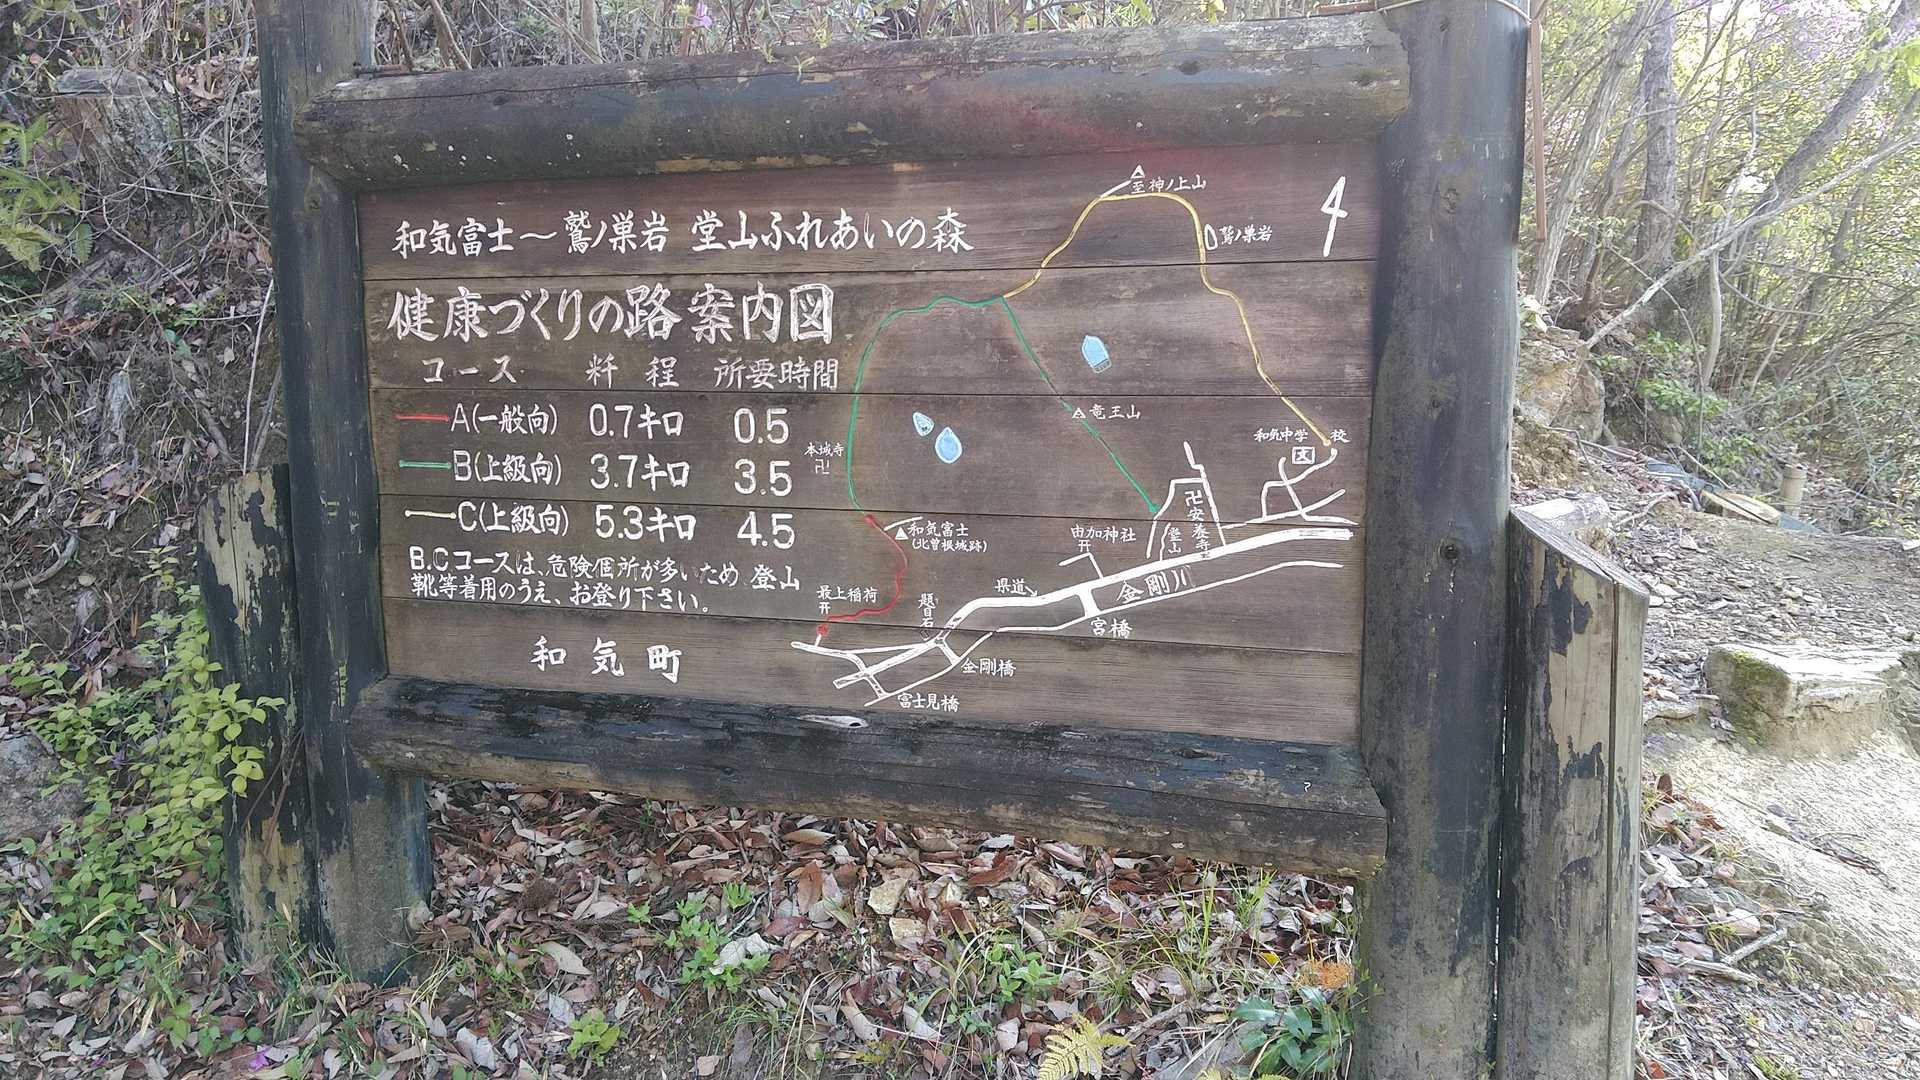 和気富士～鷲ノ巣岩 堂山ふれあいの森
健康づくりの路案内図
コース 粁程 所要時間
A(一般向) 0.7キロ 0.5
B(上級向) 3.7キロ 3.5
C(上級向) 5.3キロ 4.5
B.Cコースは、危険個所が多いため 登山
靴等着用のうえ、お登り下さい。
和気町
至神ノ上山
4
鷲ノ巣岩
竜王山
和気中学校
文
本城寺
卍
和気富士
(北曽根城跡)
由加神社
卍安養寺
堂山
最上稲荷
題目石
県道
金剛川
宮橋
金剛橋
富士見橋